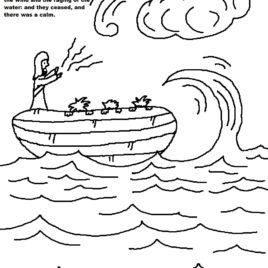 the wind and the raging of the
water: and they ceased, and
there was a calm.